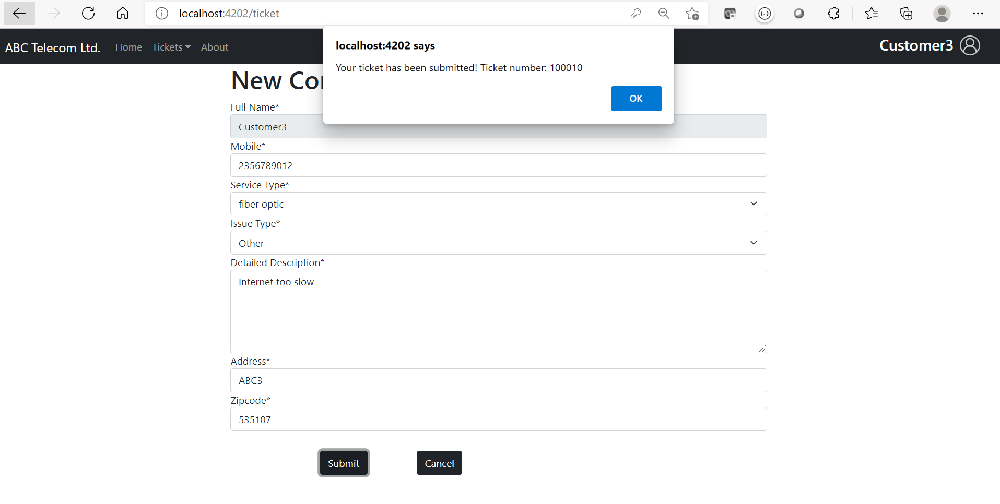 localhost:4202/ticket
ABC Telecom Ltd. Home Tickets About Customer3
localhost:4202 says
Your ticket has been submitted! Ticket number: 100010
OK
New
Full Name*
Customer3
Mobile*
2356789012
Service Type*
fiber optic
Issue Type*
Other
Detailed Description*
Internet too slow
Address*
ABC3
Zipcode*
535107
Submit Cancel